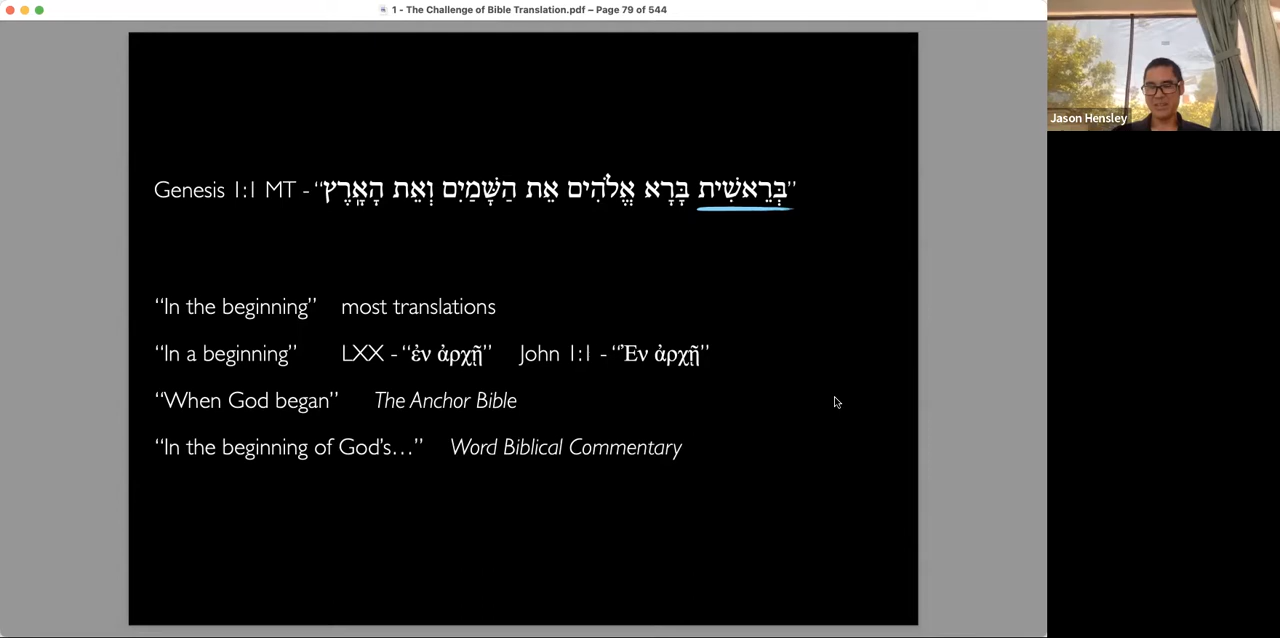 1 - The Challenge of Bible Translation.pdf – Page 79 of 544
Jason Hensley
Genesis 1:1 MT - “בְּרֵאשִׁית בָּרָא אֱלֹהִים אֵת הַשָּׁמַיִם וְאֵת הָאָרֶץ”
“In the beginning” most translations
“In a beginning” LXX - “ἐν ἀρχῇ” John 1:1 - “Ἐν ἀρχῇ”
“When God began” The Anchor Bible
“In the beginning of God’s…” Word Biblical Commentary